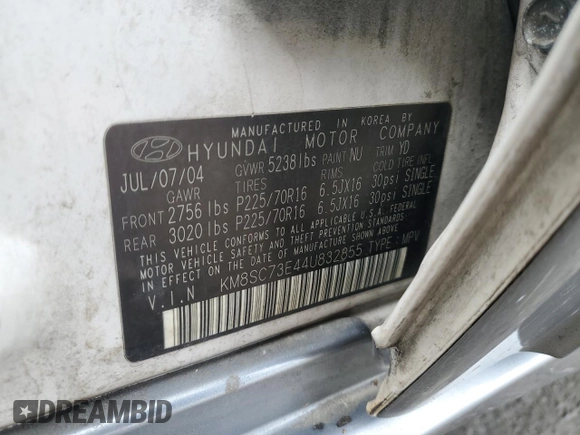 MANUFACTURED IN KOREA BY
HYUNDAI MOTOR COMPANY
JUL/07/04 GVWR 5238lbs PAINT NU TRIM YD
GAWR TIRES RIMS COLD TIRE INFL.
FRONT 2756 lbs P225/70R16 6.5JX16 30psi SINGLE
REAR 3020 lbs P225/70R16 6.5JX16 30psi SINGLE
THIS VEHICLE CONFORMS TO ALL APPLICABLE U.S. FEDERAL
MOTOR VEHICLE SAFETY STANDARDS IN EFFECT ON THE
DATE OF MANUFACTURE SHOWN ABOVE
V.I.N KM8SC73E44U832855 TYPE : MPV
DREAMBID